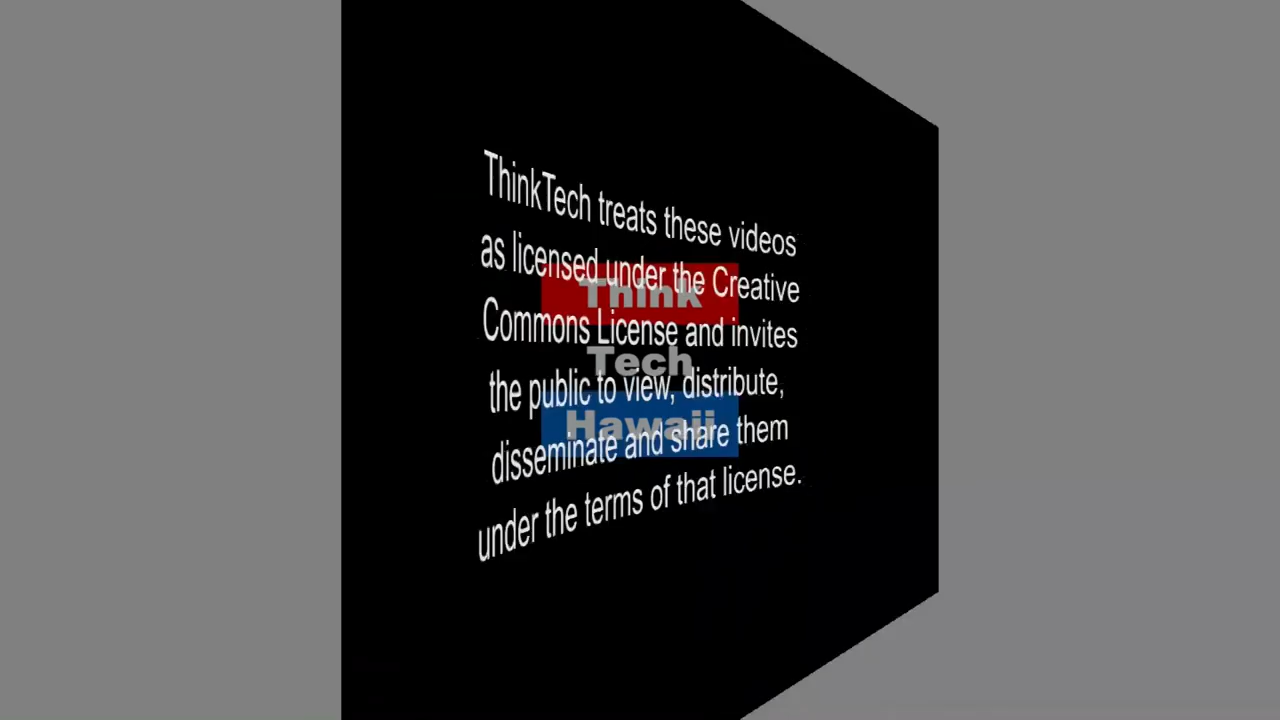 ThinkTech treats these videos
as licensed under the Creative
Commons License and invites
the public to view, distribute,
disseminate and share them
under the terms of that license.
Think
Tech
Hawaii